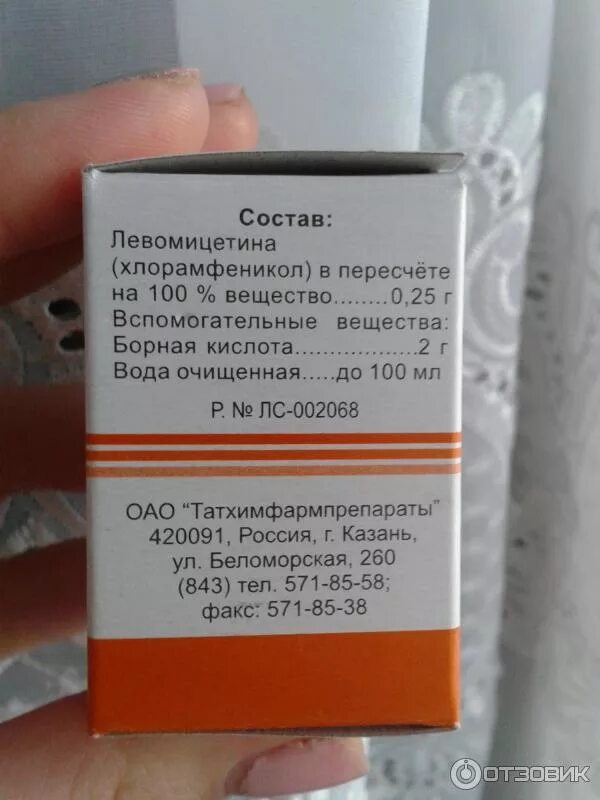 Состав:
Левомицетина
(хлорамфеникол) в пересчёте
на 100 % вещество........0,25 г
Вспомогательные вещества:
Борная кислота..................2 г
Вода очищенная.....до 100 мл
Р. № ЛС-002068
ОАО "Татхимфармпрепараты"
420091, Россия, г. Казань,
ул. Беломорская, 260
(843) тел. 571-85-58;
факс: 571-85-38
ОТЗОВИК